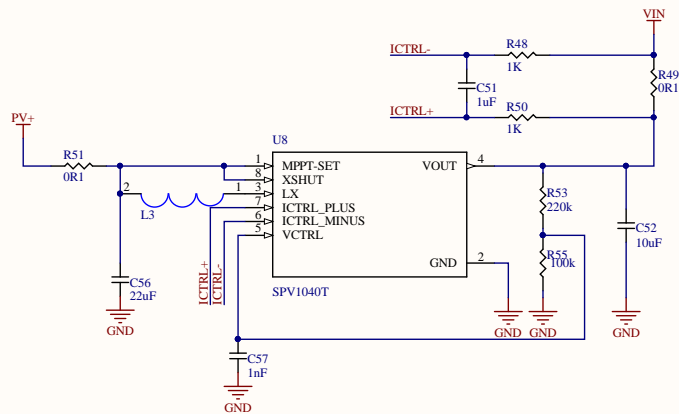 VIN
ICTRL-
R48
1K
C51
1uF
R49
0R1
ICTRL+
R50
1K
PV+
R51
0R1
U8
1 MPPT-SET VOUT 4
8 XSHUT
2 L3 1 3 LX
7 ICTRL_PLUS
6 ICTRL_MINUS
5 VCTRL
GND 2
SPV1040T
R53
220k
C52
10uF
R55
100k
C56
22uF
GND
ICTRL+
ICTRL-
GND
GND
GND
C57
1nF
GND